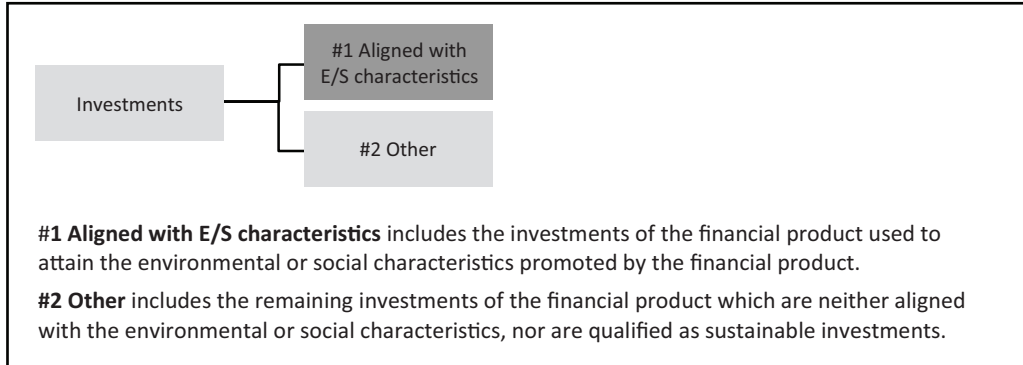 #1 Aligned with
E/S characteristics
Investments
#2 Other
#1 Aligned with E/S characteristics includes the investments of the financial product used to
attain the environmental or social characteristics promoted by the financial product.
#2 Other includes the remaining investments of the financial product which are neither aligned
with the environmental or social characteristics, nor are qualified as sustainable investments.